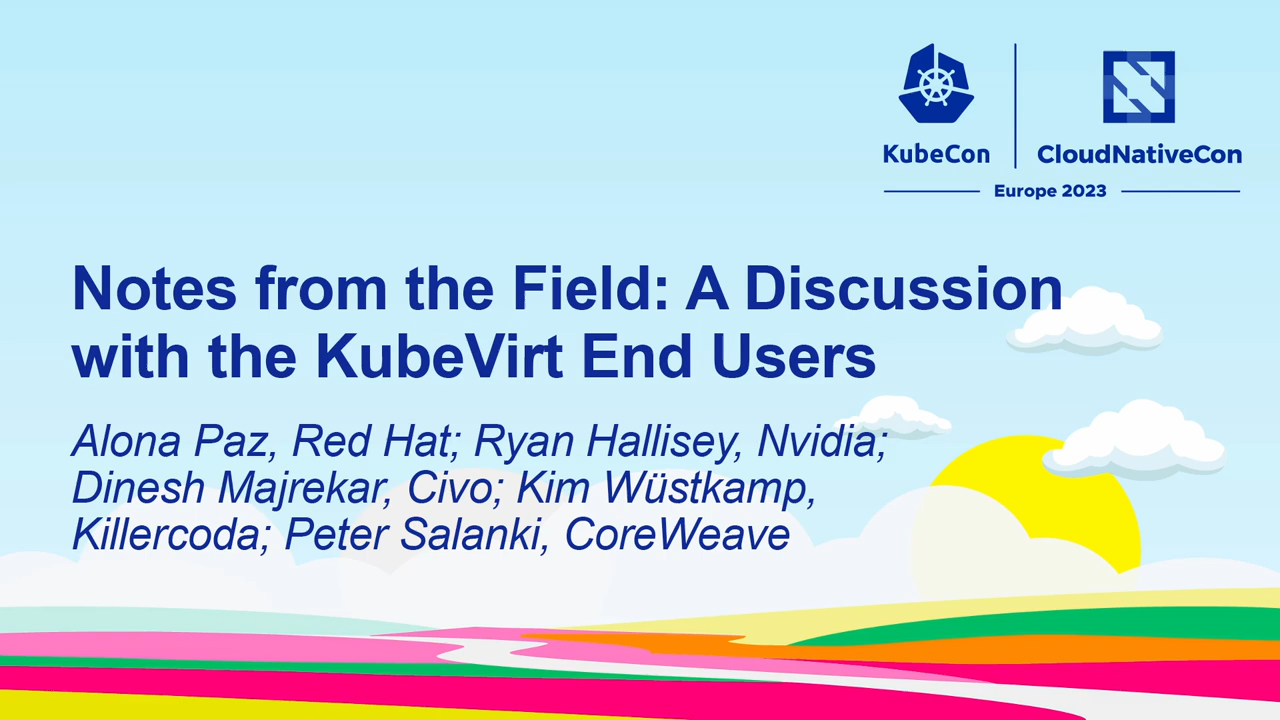 KubeCon
CloudNativeCon
Europe 2023
Notes from the Field: A Discussion
with the KubeVirt End Users
Alona Paz, Red Hat; Ryan Hallisey, Nvidia;
Dinesh Majrekar, Civo; Kim Wüstkamp,
Killercoda; Peter Salanki, CoreWeave